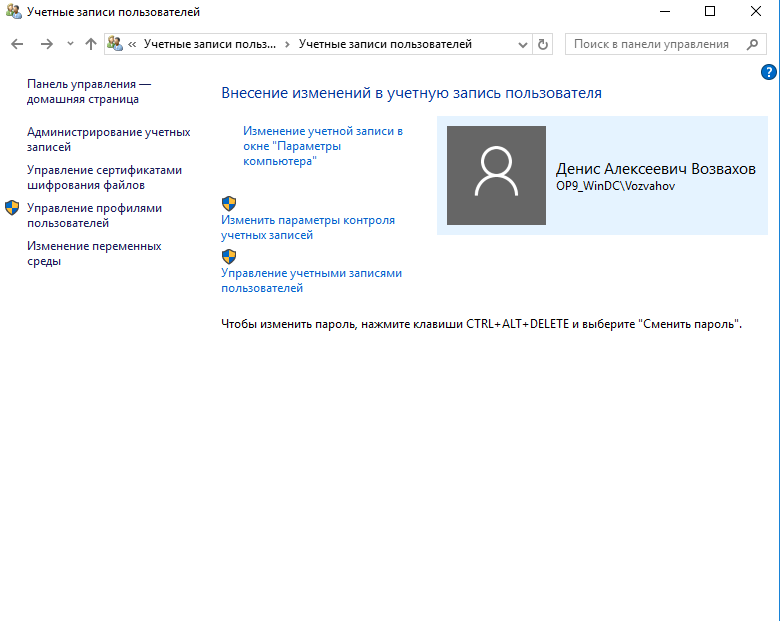 Учетные записи пользователей
« Учетные записи польз... › Учетные записи пользователей
Поиск в панели управления
?
Панель управления —
домашняя страница
Администрирование учетных
записей
Управление сертификатами
шифрования файлов
Управление профилями
пользователей
Изменение переменных
среды
Внесение изменений в учетную запись пользователя
Изменение учетной записи в
окне "Параметры
компьютера"
Изменить параметры контроля
учетных записей
Управление учетными записями
пользователей
Денис Алексеевич Возвахов
OP9_WinDC\Vozvahov
Чтобы изменить пароль, нажмите клавиши CTRL+ALT+DELETE и выберите "Сменить пароль".